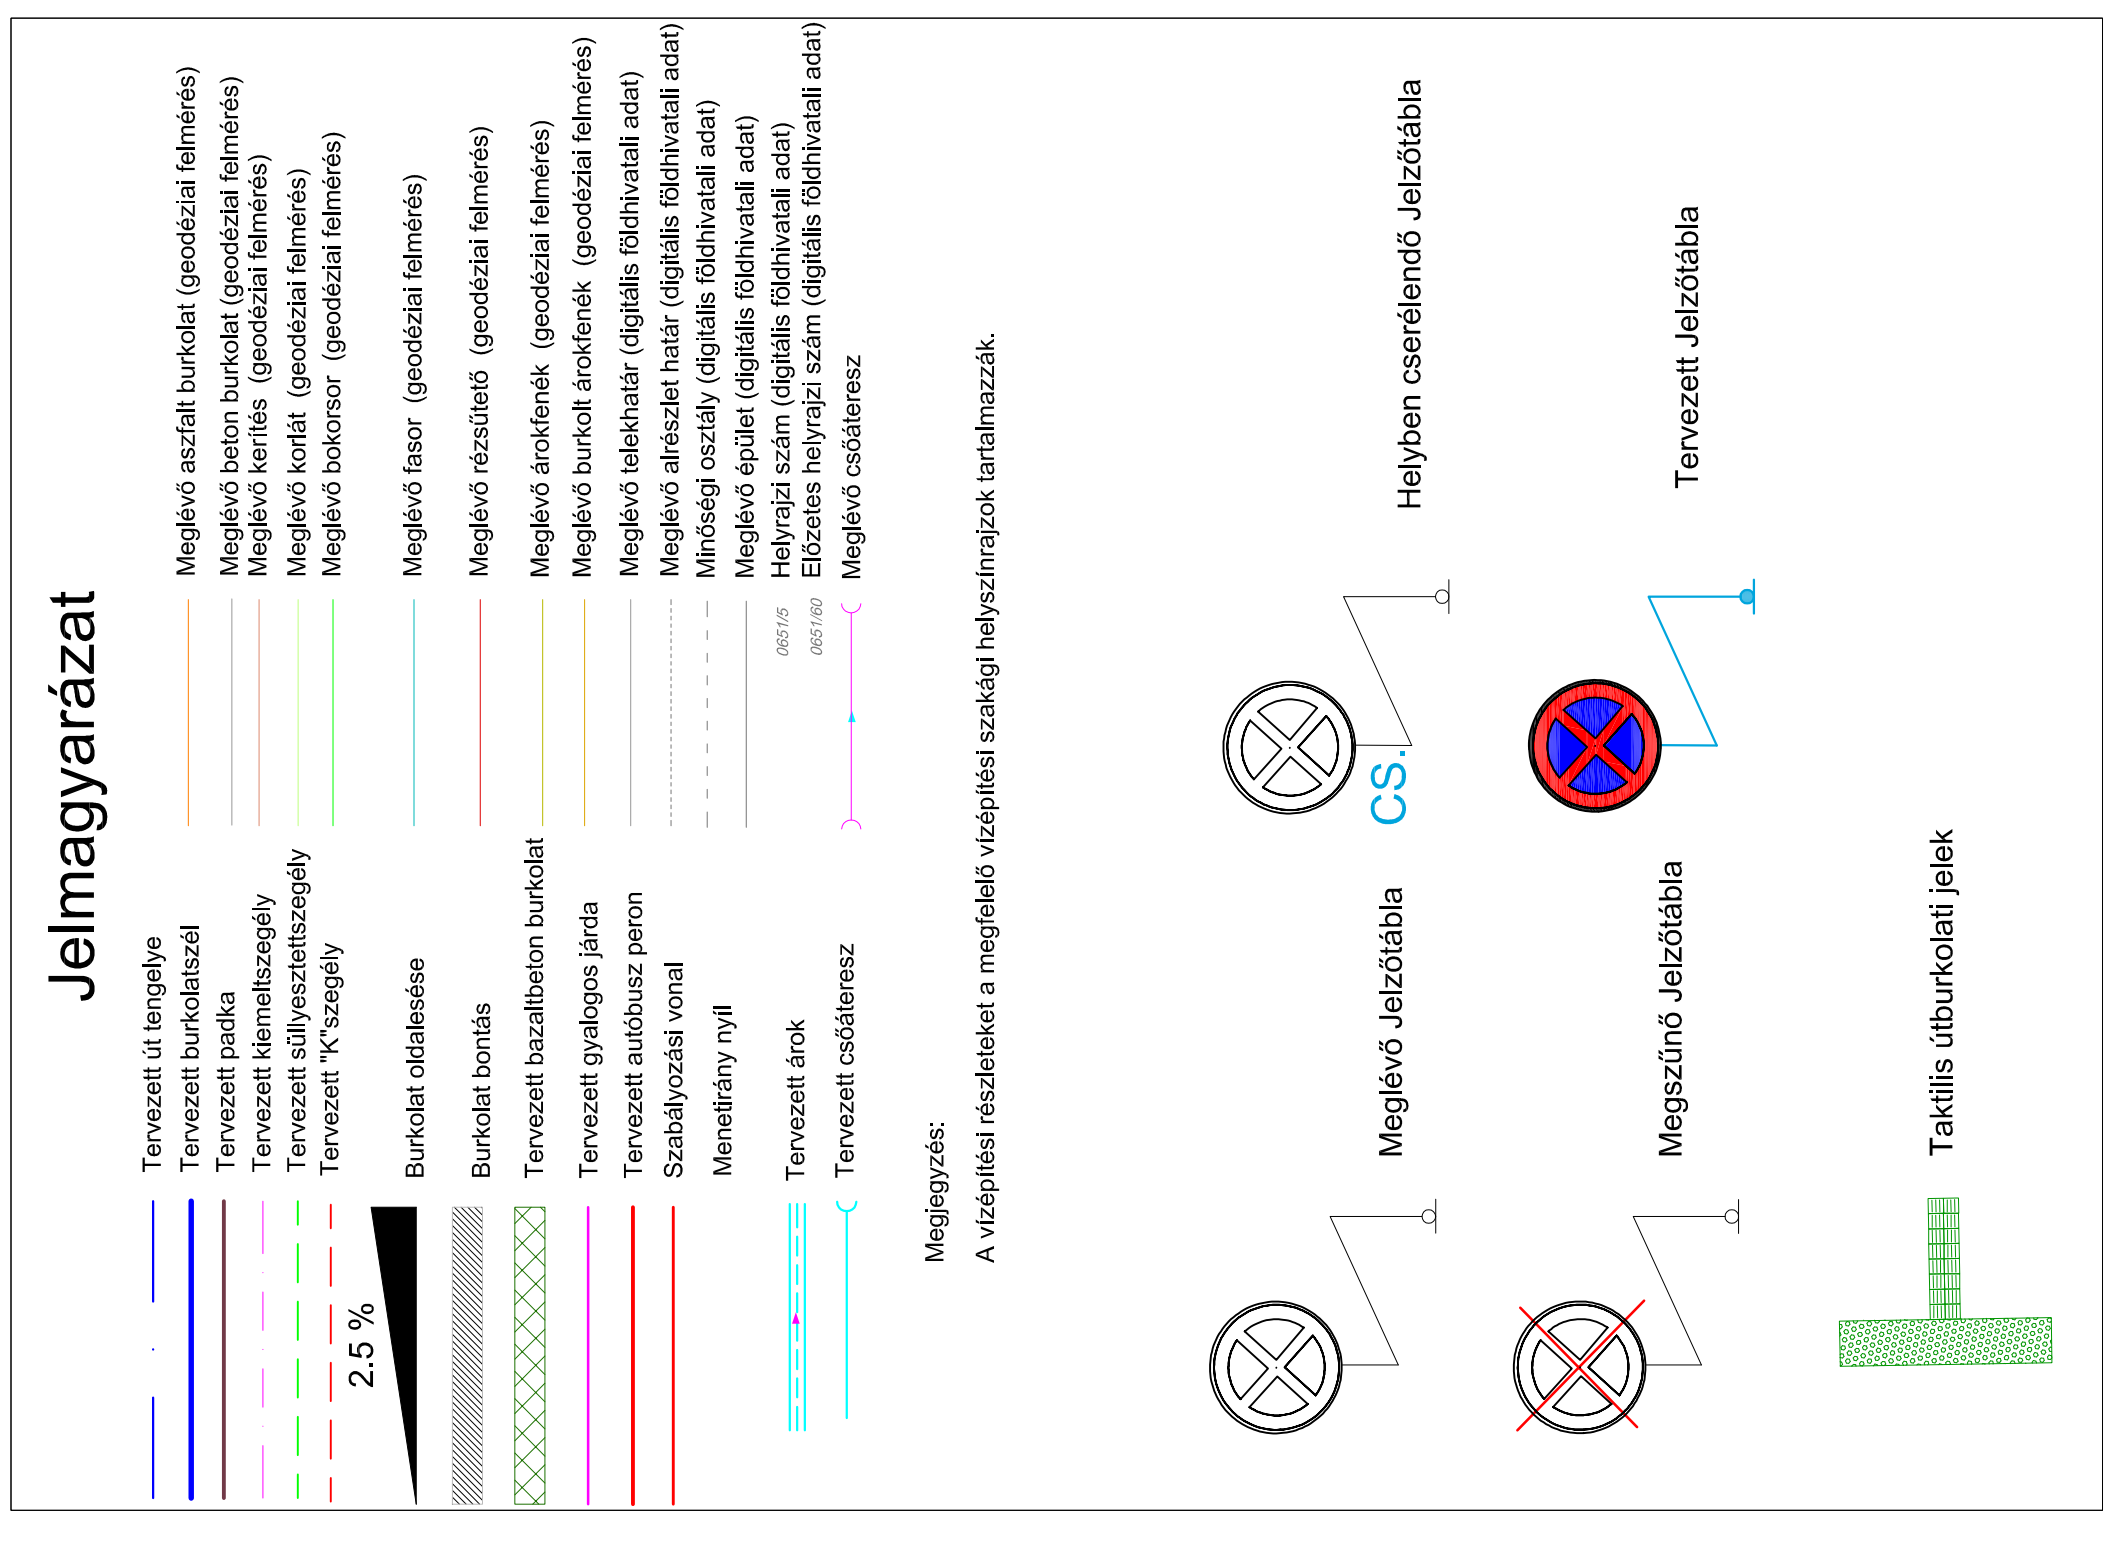 Jelmagyarázat
Tervezett út tengelye
Tervezett burkolatszél
Tervezett padka
Tervezett kiemeltszegély
Tervezett süllyesztettszegély
Tervezett "K"szegély
2.5 %
Burkolat oldalesése
Burkolat bontás
Tervezett bazaltbeton burkolat
Tervezett gyalogos járda
Tervezett autóbusz peron
Szabályozási vonal
Menetirány nyíl
Tervezett árok
Tervezett csőáteresz
Meglévő aszfalt burkolat (geodéziai felmérés)
Meglévő beton burkolat (geodéziai felmérés)
Meglévő kerítés (geodéziai felmérés)
Meglévő korlát (geodéziai felmérés)
Meglévő bokorsor (geodéziai felmérés)
Meglévő fasor (geodéziai felmérés)
Meglévő rézsűtető (geodéziai felmérés)
Meglévő árokfenék (geodéziai felmérés)
Meglévő burkolt árokfenék (geodéziai felmérés)
Meglévő telekhatár (digitális földhivatali adat)
Meglévő alrészlet határ (digitális földhivatali adat)
Minőségi osztály (digitális földhivatali adat)
Meglévő épület (digitális földhivatali adat)
0651/5 Helyrajzi szám (digitális földhivatali adat)
0651/60 Előzetes helyrajzi szám (digitális földhivatali adat)
Meglévő csőáteresz
Megjegyzés:
A vízépítési részleteket a megfelelő vízépítési szakági helyszínrajzok tartalmazzák.
Meglévő Jelzőtábla
CS.
Helyben cserélendő Jelzőtábla
Megszűnő Jelzőtábla
Tervezett Jelzőtábla
Taktilis útburkolati jelek